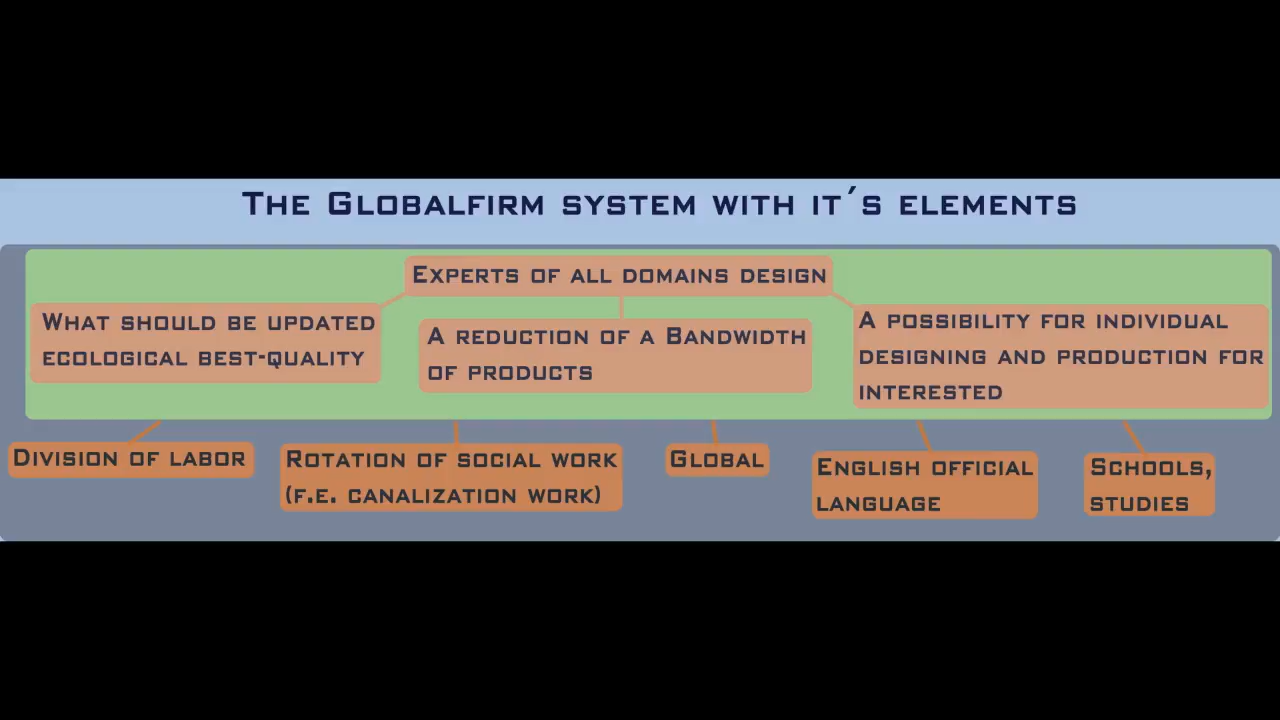 The Globalfirm system with it´s elements
Experts of all domains design
What should be updated
ecological best-quality
A reduction of a Bandwidth
of products
A possibility for individual
designing and production for
interested
Division of labor
Rotation of social work
(f.e. canalization work)
Global
English official
language
Schools,
studies